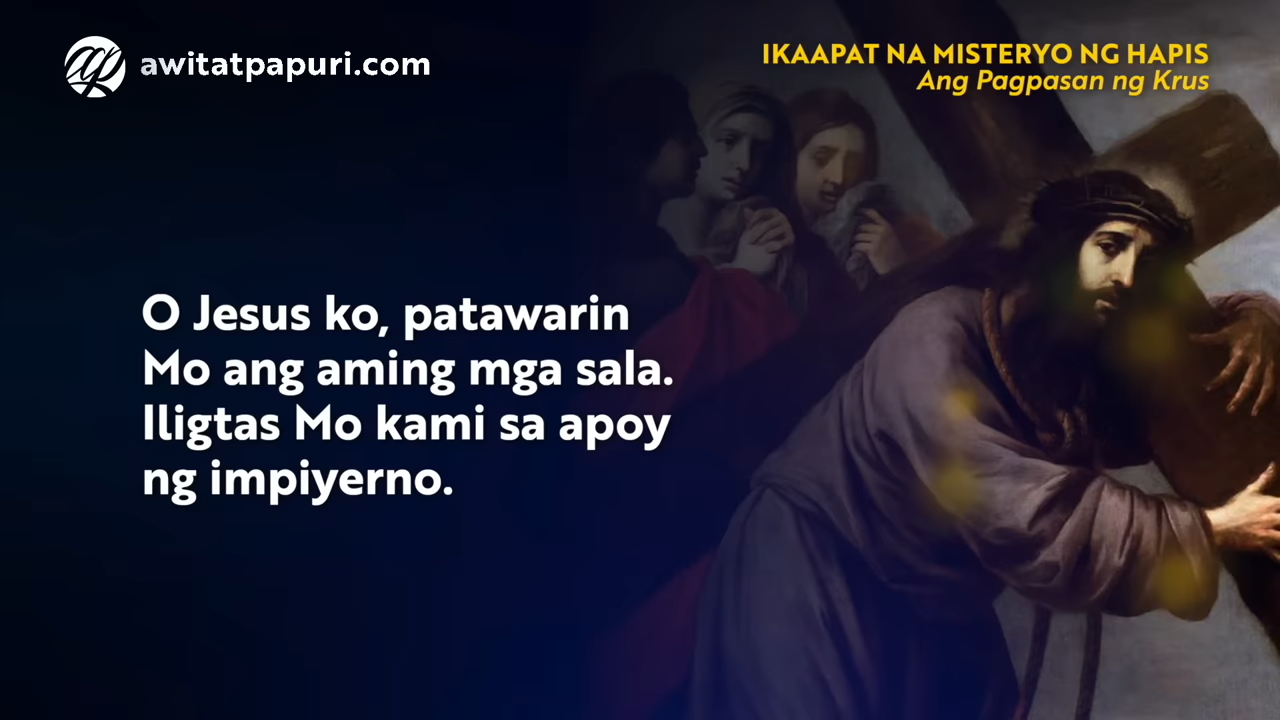 awitatpapuri.com
IKAAPAT NA MISTERYO NG HAPIS
Ang Pagpasan ng Krus
O Jesus ko, patawarin
Mo ang aming mga sala.
Iligtas Mo kami sa apoy
ng impiyerno.